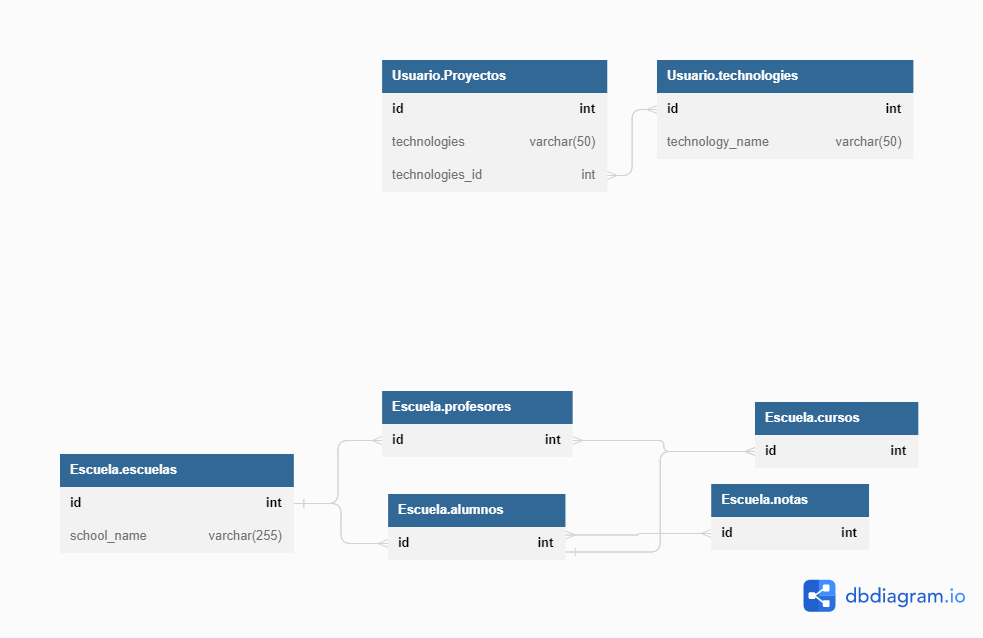 Usuario.Proyectos
id int
technologies varchar(50)
technologies_id int
Usuario.technologies
id int
technology_name varchar(50)
Escuela.profesores
id int
Escuela.cursos
id int
Escuela.escuelas
id int
school_name varchar(255)
Escuela.alumnos
id int
Escuela.notas
id int
dbdiagram.io